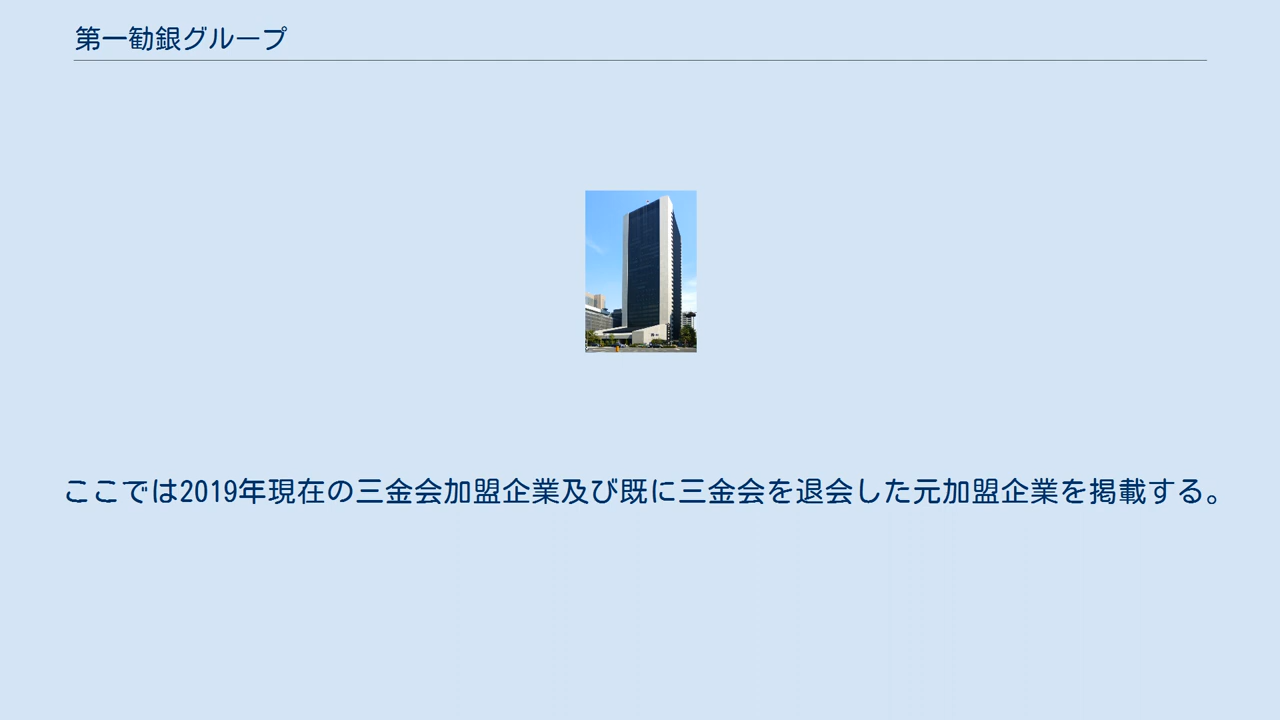 第一勧銀グループ
ここでは2019年現在の三金会加盟企業及び既に三金会を退会した元加盟企業を掲載する。